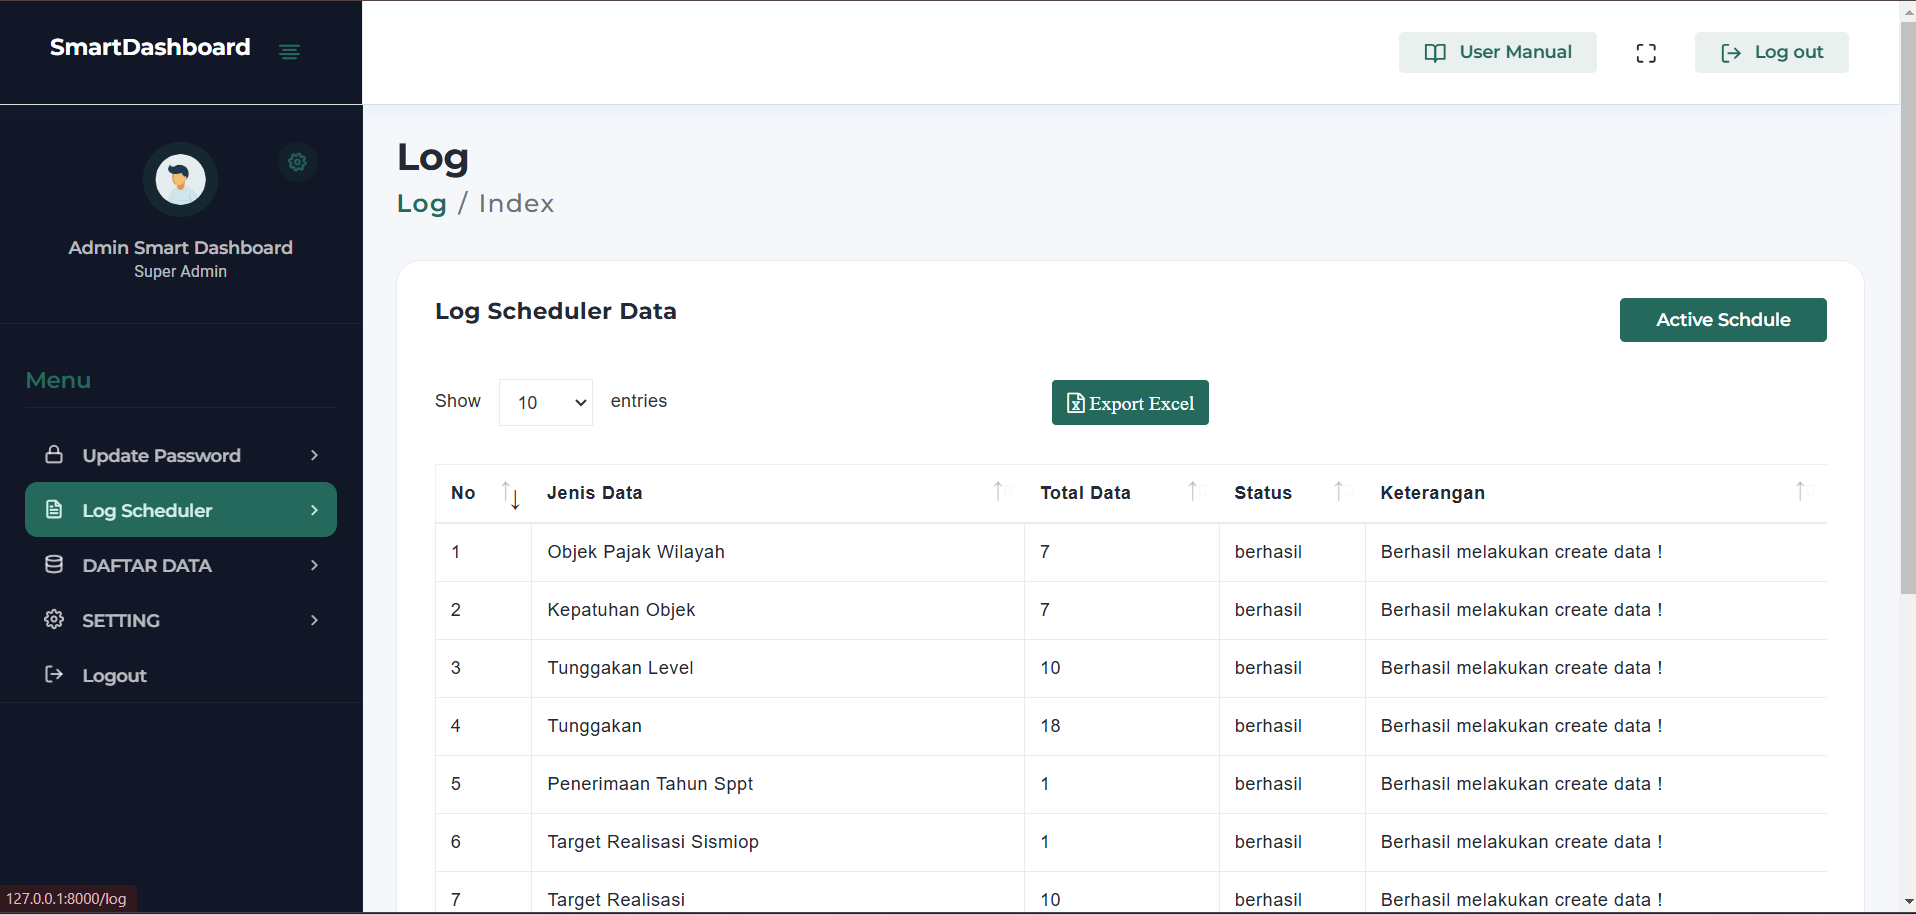 SmartDashboard
User Manual
Log out
Admin Smart Dashboard
Super Admin
Menu
Update Password
Log Scheduler
DAFTAR DATA
SETTING
Logout
Log
Log / Index
Log Scheduler Data
Active Schdule
Show 10 entries
Export Excel
No Jenis Data Total Data Status Keterangan
1 Objek Pajak Wilayah 7 berhasil Berhasil melakukan create data !
2 Kepatuhan Objek 7 berhasil Berhasil melakukan create data !
3 Tunggakan Level 10 berhasil Berhasil melakukan create data !
4 Tunggakan 18 berhasil Berhasil melakukan create data !
5 Penerimaan Tahun Sppt 1 berhasil Berhasil melakukan create data !
6 Target Realisasi Sismiop 1 berhasil Berhasil melakukan create data !
7 Target Realisasi 10 berhasil Berhasil melakukan create data !
127.0.0.1:8000/log